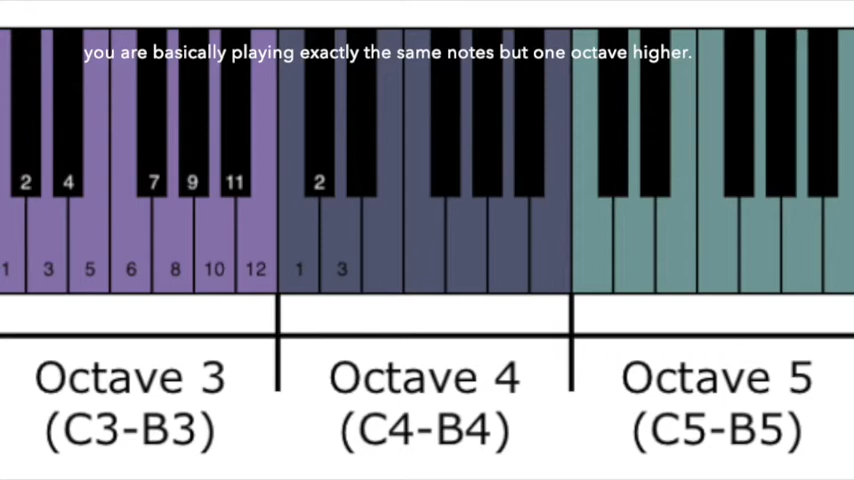 you are basically playing exactly the same notes but one octave higher.
2 4 7 9 11 2
1 3 5 6 8 10 12 1 3
Octave 3 Octave 4 Octave 5
(C3-B3) (C4-B4) (C5-B5)